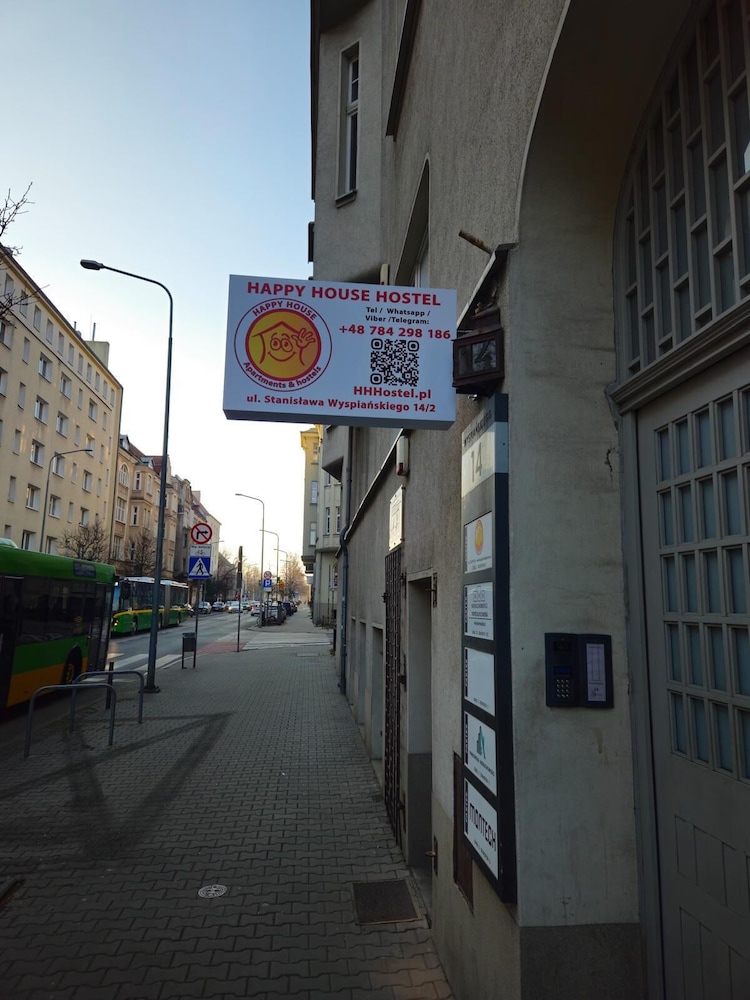 HAPPY HOUSE HOSTEL
HAPPY HOUSE
Apartments & hostels
Tel / Whatsapp /
Viber /Telegram:
+48 784 298 186
HHHostel.pl
ul. Stanisława Wyspiańskiego 14/2
14
MONTECH
P